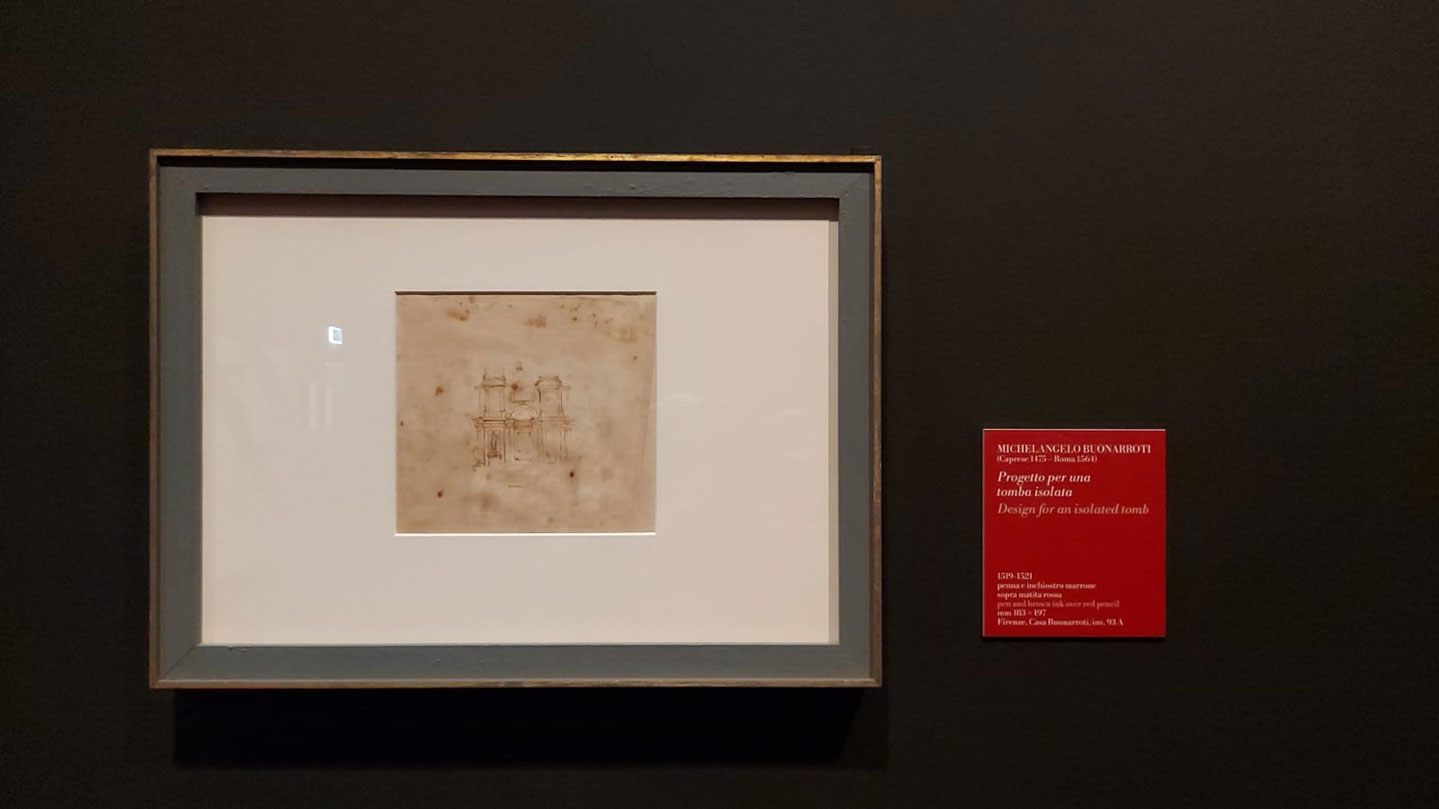 MICHELANGELO BUONARROTI
(Caprese 1475 – Roma 1564)
Progetto per una
tomba isolata
Design for an isolated tomb
1519-1521
penna e inchiostro marrone
sopra matita rossa
pen and brown ink over red pencil
mm 183 × 197
Firenze, Casa Buonarroti, inv. 93 A